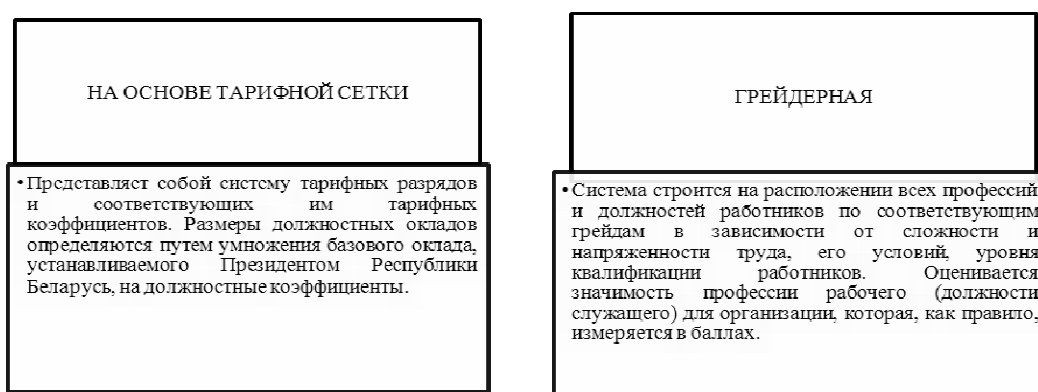 НА ОСНОВЕ ТАРИФНОЙ СЕТКИ
• Представляет собой систему тарифных разрядов
и соответствующих им тарифных
коэффициентов. Размеры должностных окладов
определяются путем умножения базового оклада,
устанавливаемого Президентом Республики
Беларусь, на должностные коэффициенты.
ГРЕЙДЕРНАЯ
• Система строится на расположении всех профессий
и должностей работников по соответствующим
грейдам в зависимости от сложности и
напряженности труда, его условий, уровня
квалификации работников. Оценивается
значимость профессии рабочего (должности
служащего) для организации, которая, как правило,
измеряется в баллах.